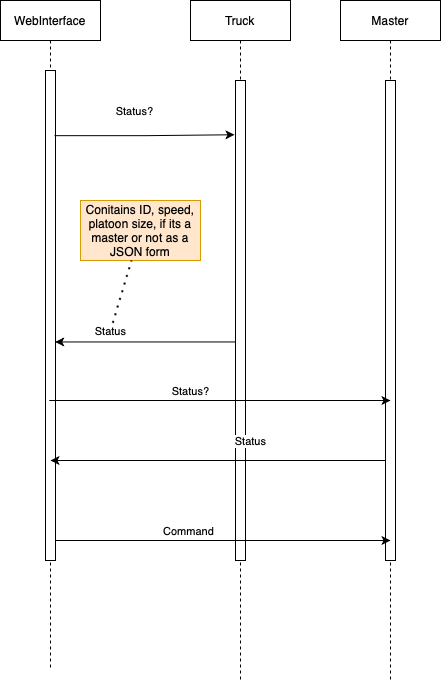 WebInterface
Truck
Master
Status?
Conitains ID, speed,
platoon size, if its a
master or not as a
JSON form
Status
Status?
Status
Command